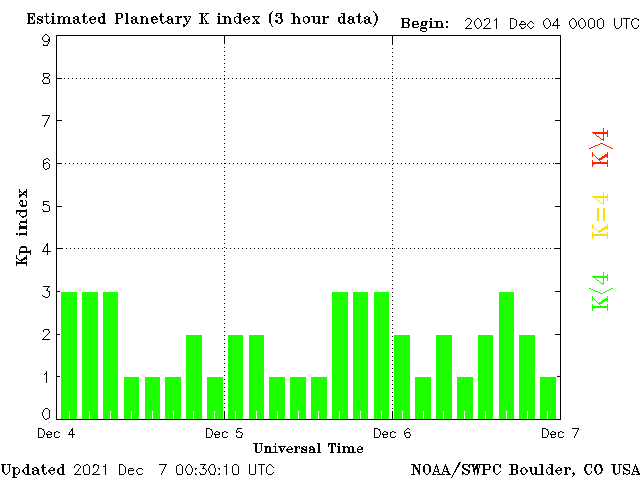 Estimated Planetary K index (3 hour data)
Begin: 2021 Dec 04 0000 UTC
9
8
7
6
5
4
3
2
1
0
Kp index
K>4
K=4
K<4
Dec 4
Dec 5
Dec 6
Dec 7
Universal Time
Updated 2021 Dec 7 00:30:10 UTC
NOAA/SWPC Boulder, CO USA